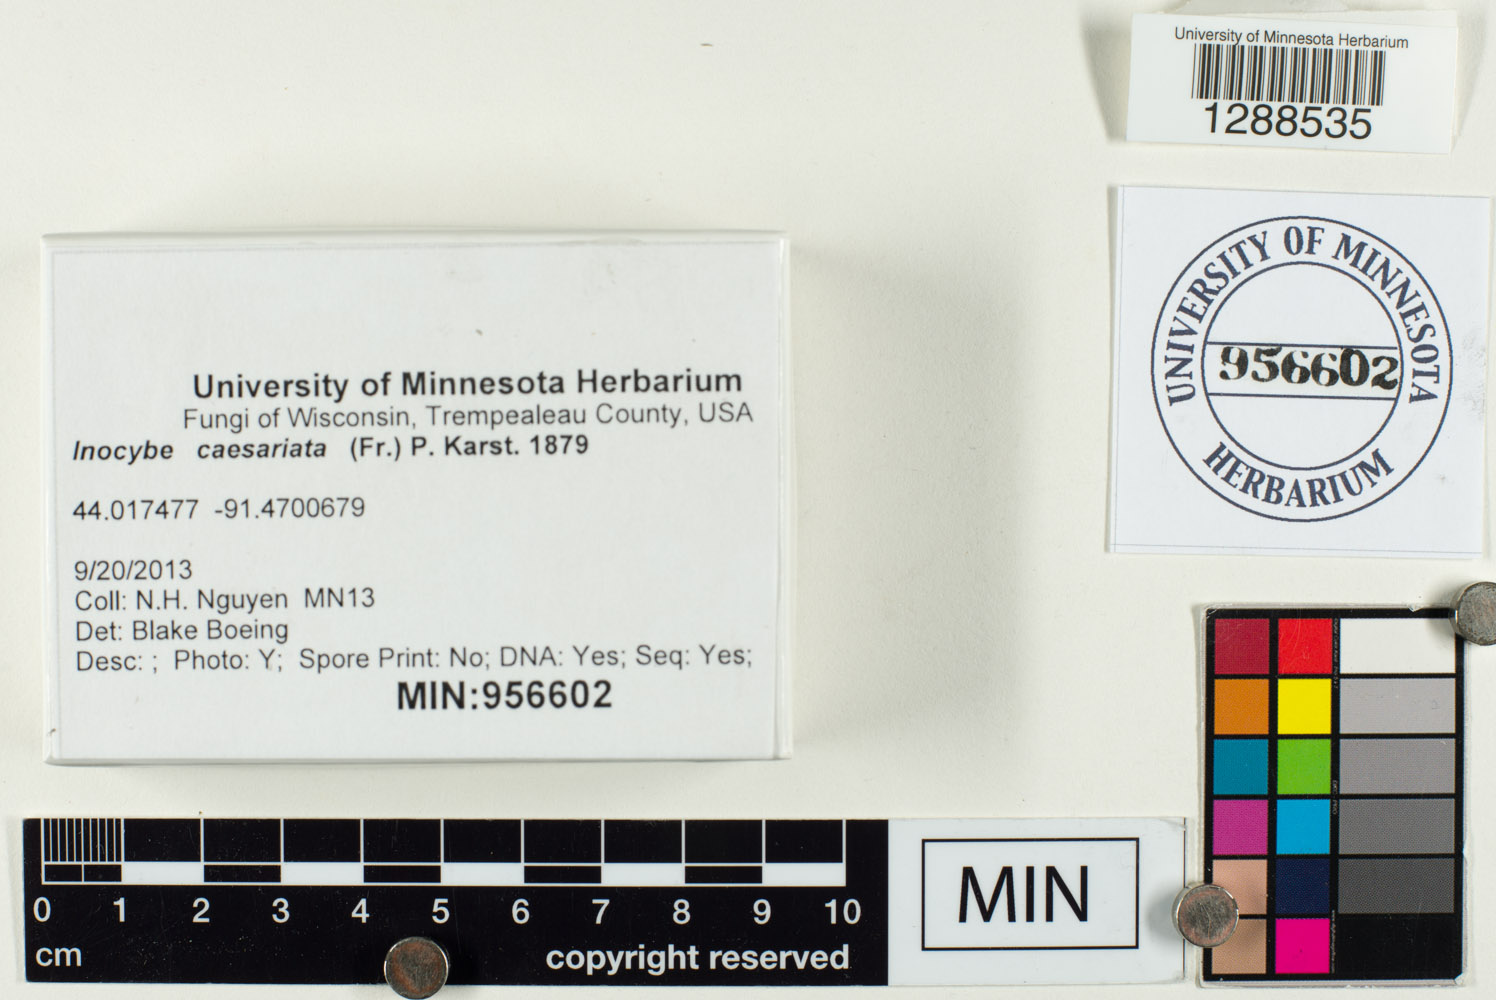 University of Minnesota Herbarium
1288535
UNIVERSITY OF MINNESOTA
956602
HERBARIUM
University of Minnesota Herbarium
Fungi of Wisconsin, Trempealeau County, USA
Inocybe caesariata (Fr.) P. Karst. 1879
44.017477 -91.4700679
9/20/2013
Coll: N.H. Nguyen MN13
Det: Blake Boeing
Desc: ; Photo: Y; Spore Print: No; DNA: Yes; Seq: Yes;
MIN:956602
0 1 2 3 4 5 6 7 8 9 10
cm copyright reserved
MIN